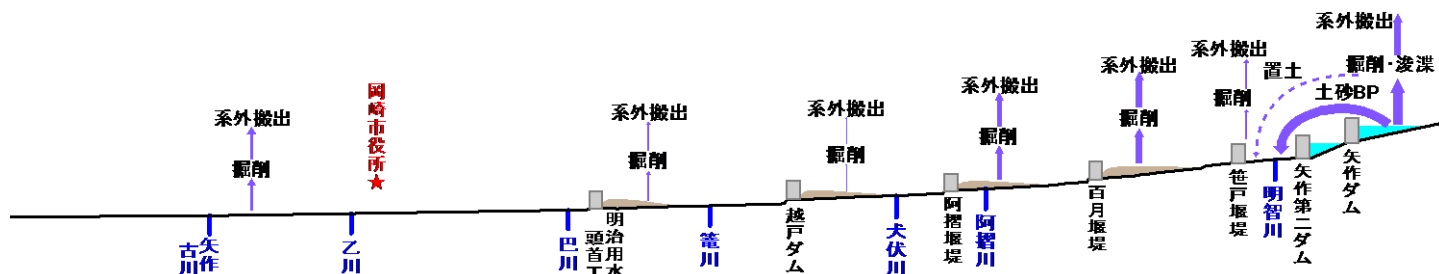 系外搬出
掘削
岡崎市役所★
系外搬出
掘削
系外搬出
掘削
系外搬出
掘削
系外搬出
掘削
系外搬出
掘削
系外搬出
掘削・浚渫
置土
土砂BP
矢作古川
乙川
巴川
明治用水頭首工
篭川
越戸ダム
犬伏川
阿摺堰堤
阿摺川
百月堰堤
笹戸堰堤
明智川
矢作第二ダム
矢作ダム